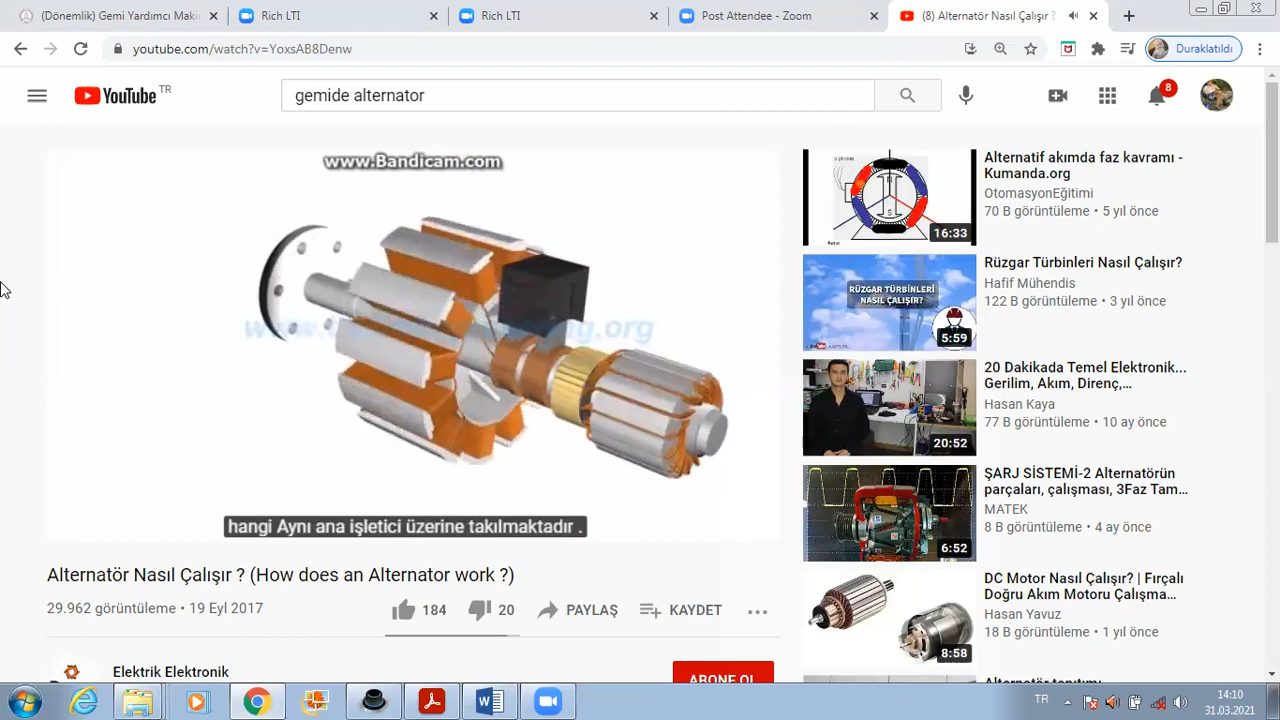 (Dönemlik) Gemi Yardımcı Mak
Rich LTI
Rich LTI
Post Attendee - Zoom
(8) Alternatör Nasıl Çalışır ?
youtube.com/watch?v=YoxsAB8Denw
Duraklatıldı
YouTube TR
gemide alternator
8
www.Bandicam.com
hangi Aynı ana işletici üzerine takılmaktadır .
Alternatör Nasıl Çalışır ? (How does an Alternator work ?)
29.962 görüntüleme • 19 Eyl 2017
184
20
PAYLAŞ
KAYDET
Elektrik Elektronik
ABONE OL
16:33
Alternatif akımda faz kavramı -
Kumanda.org
OtomasyonEğitimi
70 B görüntüleme • 5 yıl önce
RÜZGAR TÜRBİNLERİ
NASIL ÇALIŞIR?
5:59
Rüzgar Türbinleri Nasıl Çalışır?
Hafif Mühendis
122 B görüntüleme • 3 yıl önce
20:52
20 Dakikada Temel Elektronik...
Gerilim, Akım, Direnç,...
Hasan Kaya
77 B görüntüleme • 10 ay önce
6:52
ŞARJ SİSTEMİ-2 Alternatörün
parçaları, çalışması, 3Faz Tam...
MATEK
8 B görüntüleme • 4 ay önce
8:58
DC Motor Nasıl Çalışır? | Fırçalı
Doğru Akım Motoru Çalışma...
Hasan Yavuz
18 B görüntüleme • 1 yıl önce
Alternatör tanıtımı
TR
14:10
31.03.2021